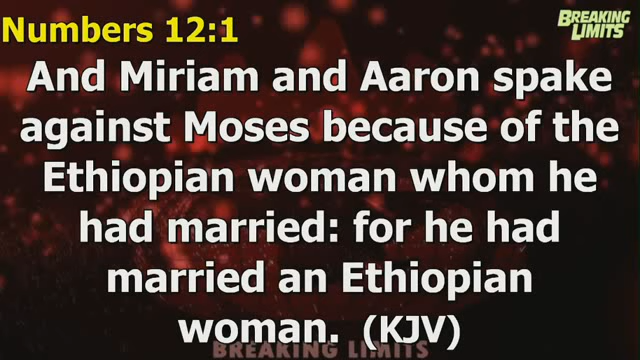 Numbers 12:1
BREAKING
LIMITS
And Miriam and Aaron spake
against Moses because of the
Ethiopian woman whom he
had married: for he had
married an Ethiopian
woman. (KJV)
BREAKING LIMITS